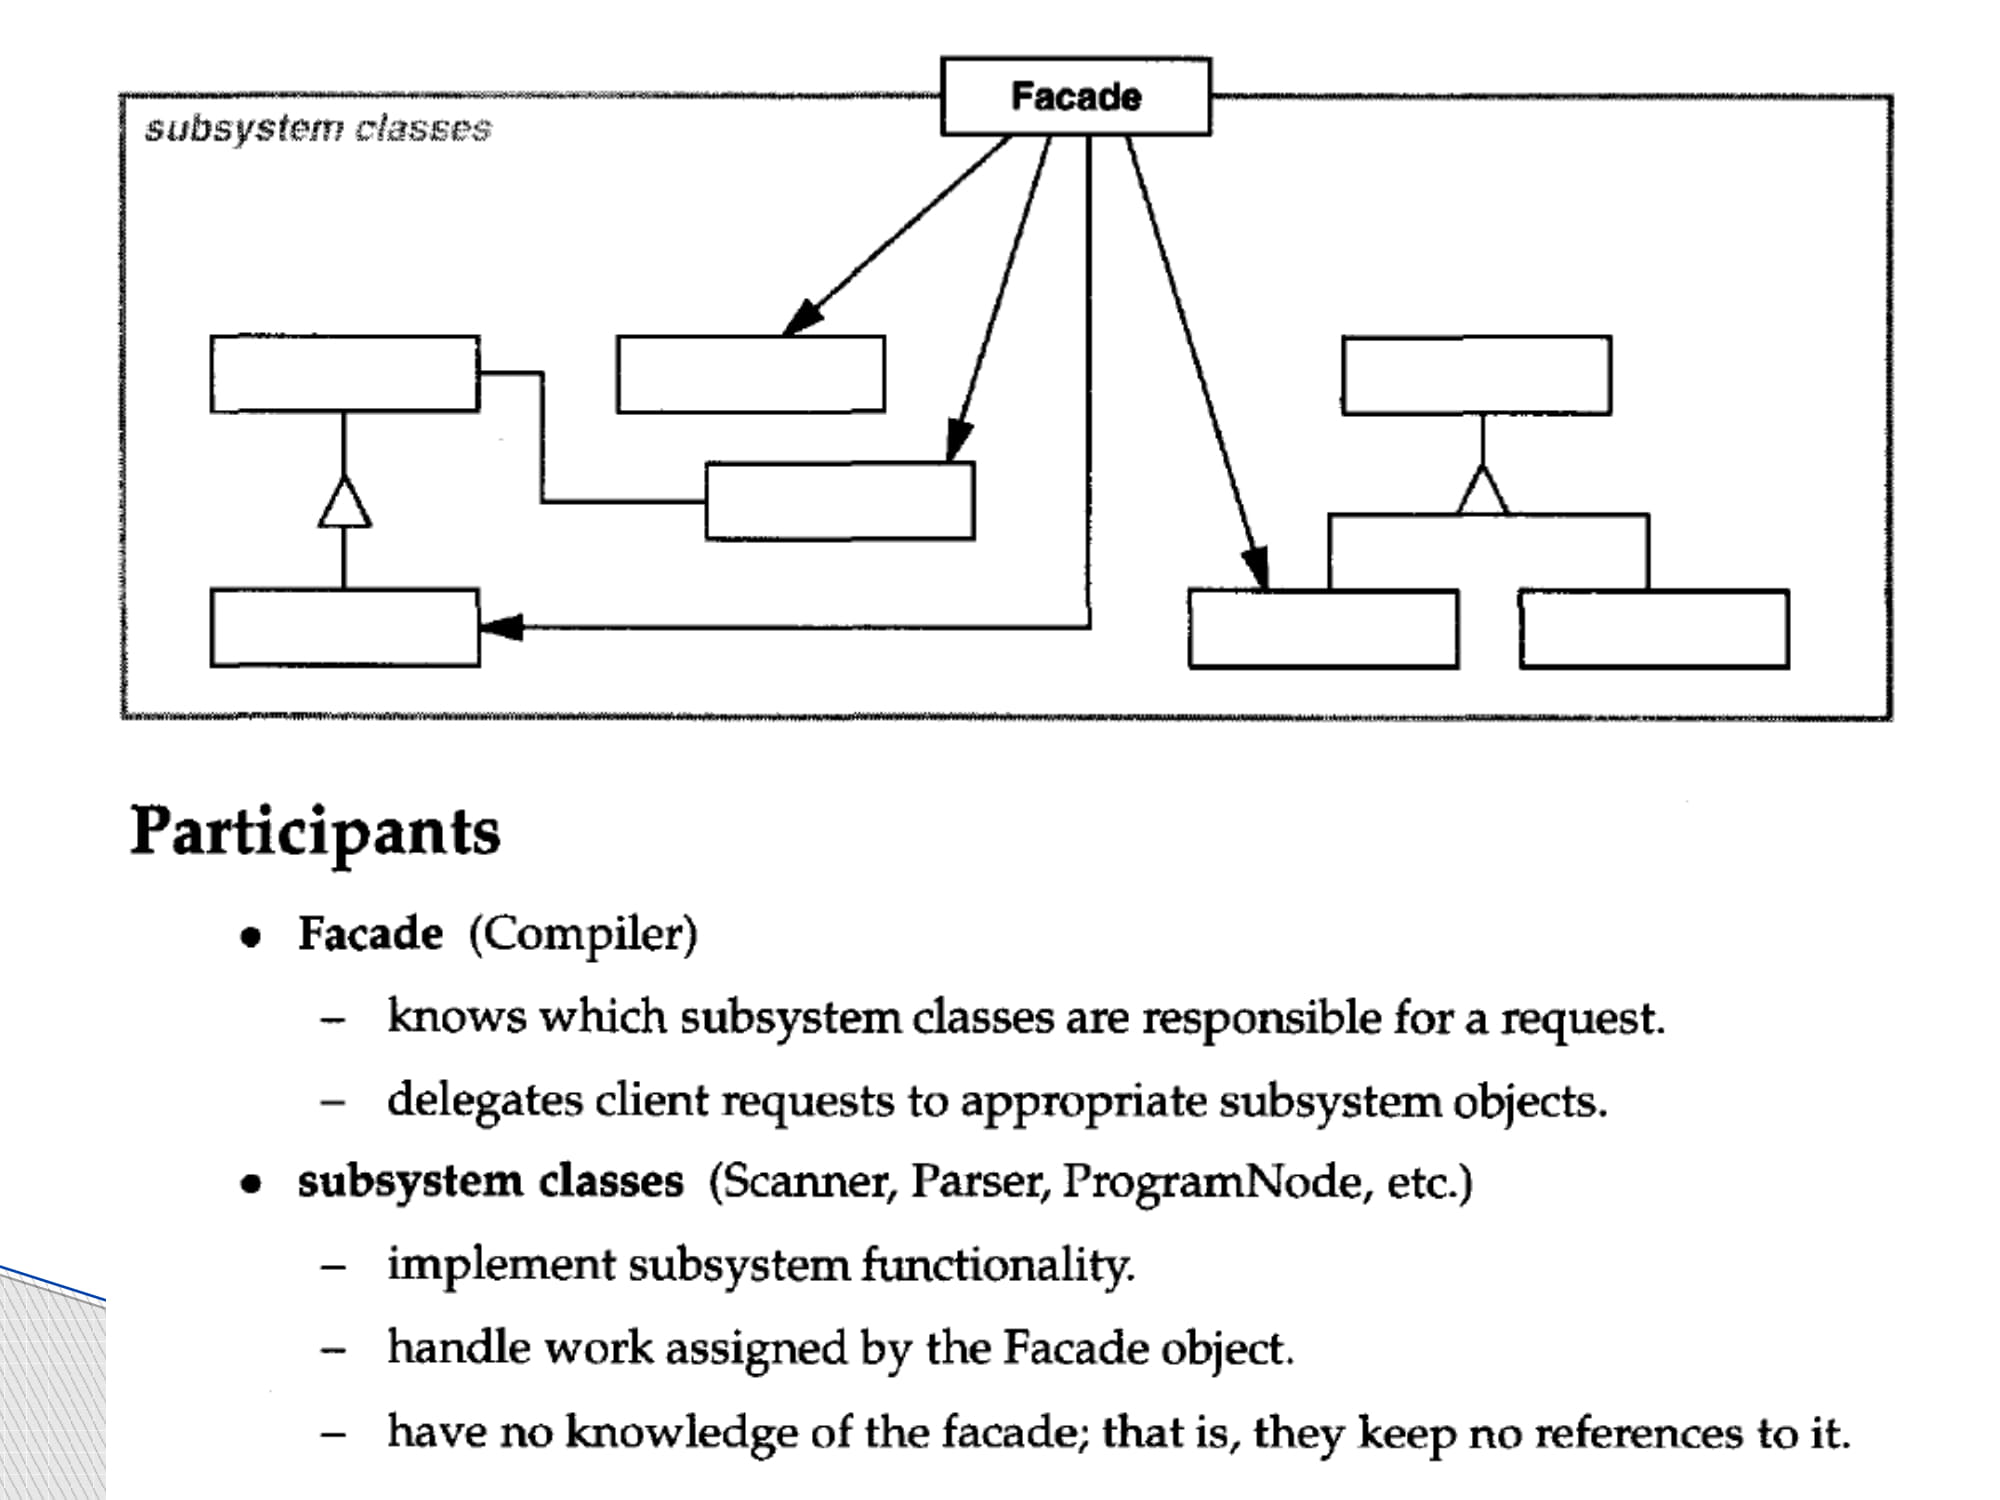 Facade
subsystem classes
Participants
• Facade (Compiler)
– knows which subsystem classes are responsible for a request.
– delegates client requests to appropriate subsystem objects.
• subsystem classes (Scanner, Parser, ProgramNode, etc.)
– implement subsystem functionality.
– handle work assigned by the Facade object.
– have no knowledge of the facade; that is, they keep no references to it.